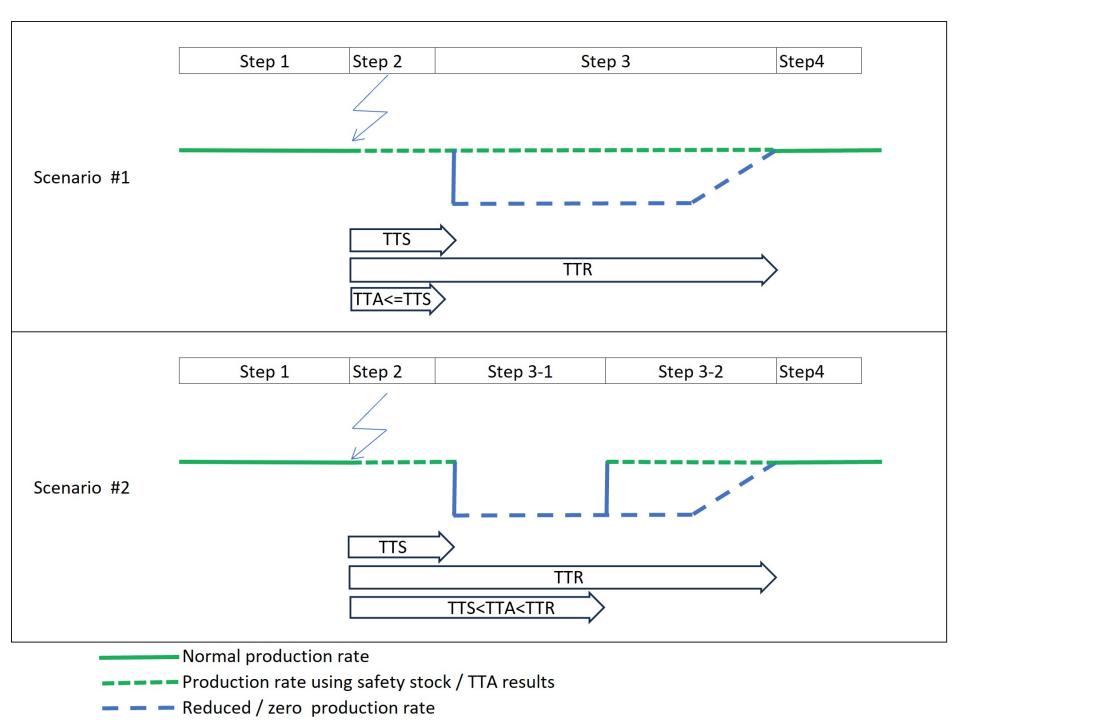 Step 1 Step 2 Step 3 Step4
Scenario #1
TTS
TTR
TTA<=TTS
Step 1 Step 2 Step 3-1 Step 3-2 Step4
Scenario #2
TTS
TTR
TTS<TTA<TTR
Normal production rate
Production rate using safety stock / TTA results
Reduced / zero production rate